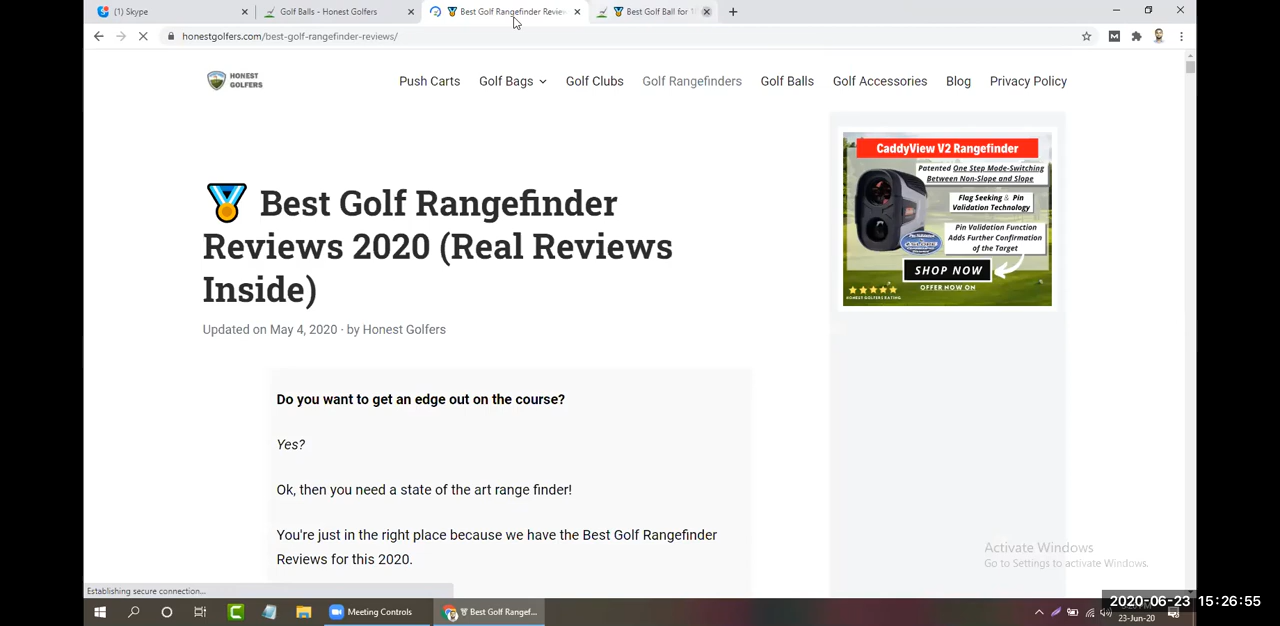 (1) Skype
Golf Balls - Honest Golfers
Best Golf Rangefinder Revie
Best Golf Ball for 1
honestgolfers.com/best-golf-rangefinder-reviews/
HONEST
GOLFERS
Push Carts Golf Bags Golf Clubs Golf Rangefinders Golf Balls Golf Accessories Blog Privacy Policy
Best Golf Rangefinder
Reviews 2020 (Real Reviews
Inside)
Updated on May 4, 2020 · by Honest Golfers
Do you want to get an edge out on the course?
Yes?
Ok, then you need a state of the art range finder!
You're just in the right place because we have the Best Golf Rangefinder
Reviews for this 2020.
CaddyView V2 Rangefinder
Patented One Step Mode-Switching
Between Non-Slope and Slope
Flag Seeking & Pin
Validation Technology
Pin Validation Function
Adds Further Confirmation
of the Target
SHOP NOW
OFFER NOW ON
HONEST GOLFERS RATING
Activate Windows
Go to Settings to activate Windows.
Establishing secure connection...
Meeting Controls
Best Golf Rangef...
2020-06-23 15:26:55
23-Jun-20